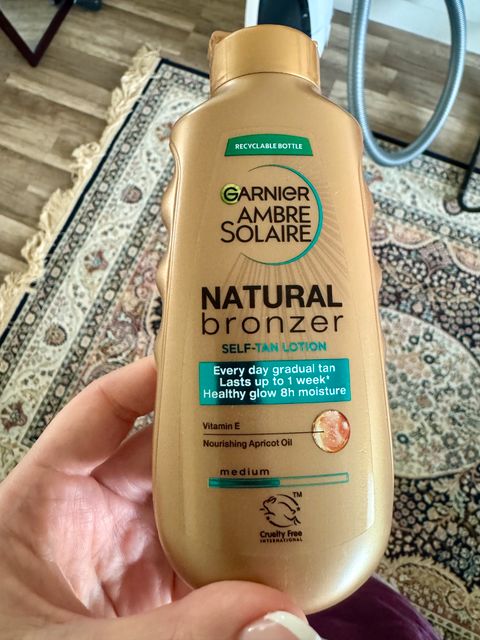 RECYCLABLE BOTTLE
GARNIER
AMBRE
SOLAIRE
NATURAL
bronzer
SELF-TAN LOTION
Every day gradual tan
Lasts up to 1 week*
Healthy glow 8h moisture
Vitamin E
Nourishing Apricot Oil
medium
TM
Cruelty Free
INTERNATIONAL